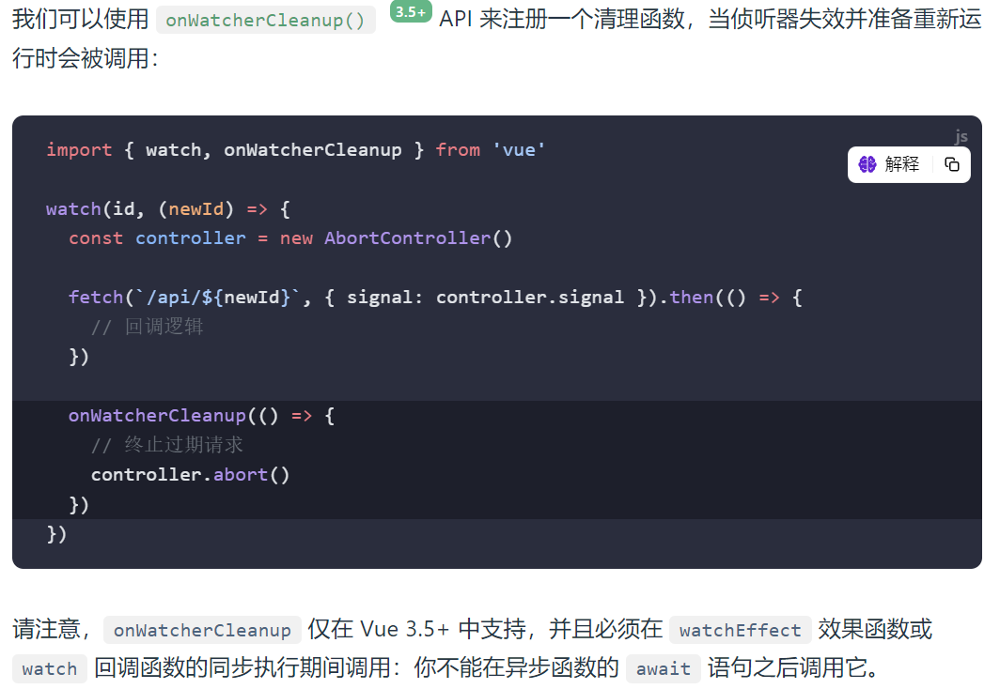 我们可以使用 onWatcherCleanup() 3.5+ API 来注册一个清理函数，当侦听器失效并准备重新运
行时会被调用：
js
import { watch, onWatcherCleanup } from 'vue'
解释
watch(id, (newId) => {
  const controller = new AbortController()
  fetch(`/api/${newId}`, { signal: controller.signal }).then(() => {
    // 回调逻辑
  })
  onWatcherCleanup(() => {
    // 终止过期请求
    controller.abort()
  })
})
请注意，onWatcherCleanup 仅在 Vue 3.5+ 中支持，并且必须在 watchEffect 效果函数或
watch 回调函数的同步执行期间调用：你不能在异步函数的 await 语句之后调用它。